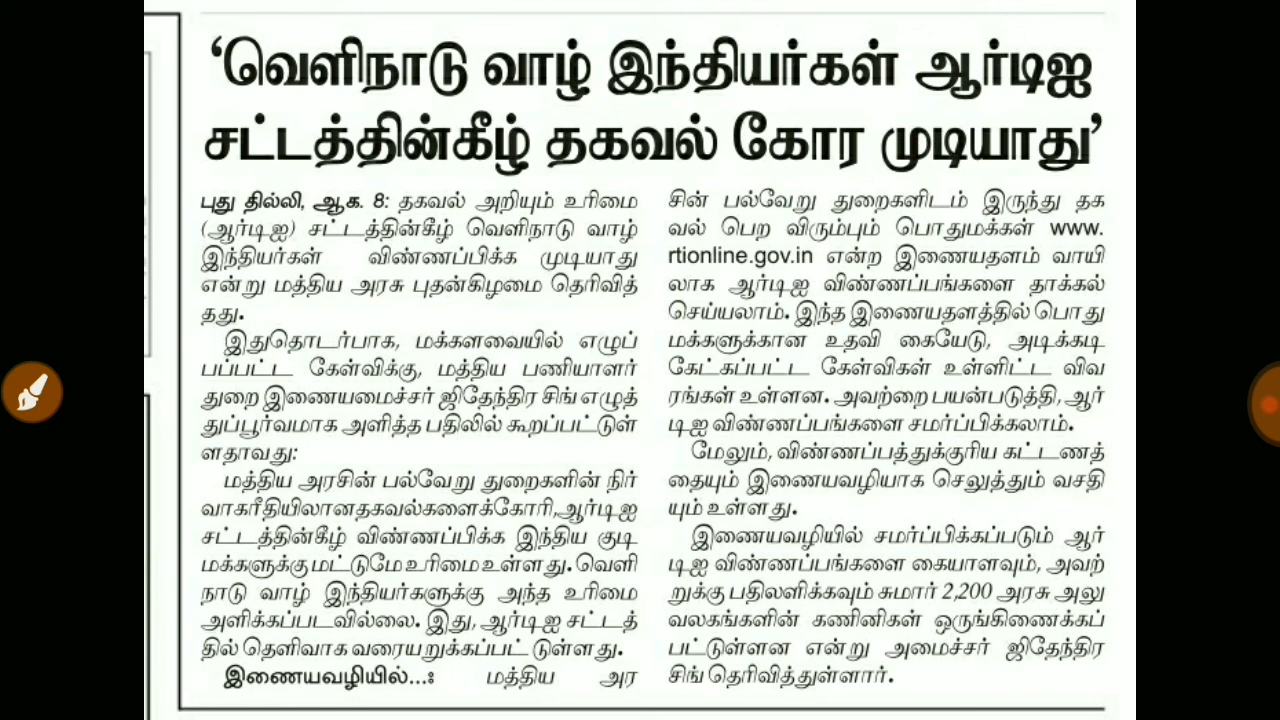 ‘வெளிநாடு வாழ் இந்தியர்கள் ஆர்டிஐ
சட்டத்தின்கீழ் தகவல் கோர முடியாது’
புது தில்லி, ஆக. 8: தகவல் அறியும் உரிமை
(ஆர்டிஐ) சட்டத்தின்கீழ் வெளிநாடு வாழ்
இந்தியர்கள் விண்ணப்பிக்க முடியாது
என்று மத்திய அரசு புதன்கிழமை தெரிவித்
தது.
இதுதொடர்பாக, மக்களவையில் எழுப்
பப்பட்ட கேள்விக்கு, மத்திய பணியாளர்
துறை இணையமைச்சர் ஜிதேந்திர சிங் எழுத்
துப்பூர்வமாக அளித்த பதிலில் கூறப்பட்டுள்
ளதாவது:
மத்திய அரசின் பல்வேறு துறைகளின் நிர்
வாகரீதியிலானதகவல்களைக்கோரி,ஆர்டிஐ
சட்டத்தின்கீழ் விண்ணப்பிக்க இந்திய குடி
மக்களுக்கு மட்டுமே உரிமை உள்ளது. வெளி
நாடு வாழ் இந்தியர்களுக்கு அந்த உரிமை
அளிக்கப்படவில்லை. இது, ஆர்டிஐ சட்டத்
தில் தெளிவாக வரையறுக்கப்பட்டுள்ளது.
இணையவழியில்...: மத்திய அர
சின் பல்வேறு துறைகளிடம் இருந்து தக
வல் பெற விரும்பும் பொதுமக்கள் www.
rtionline.gov.in என்ற இணையதளம் வாயி
லாக ஆர்டிஐ விண்ணப்பங்களை தாக்கல்
செய்யலாம். இந்த இணையதளத்தில் பொது
மக்களுக்கான உதவி கையேடு, அடிக்கடி
கேட்கப்பட்ட கேள்விகள் உள்ளிட்ட விவ
ரங்கள் உள்ளன. அவற்றை பயன்படுத்தி, ஆர்
டிஐ விண்ணப்பங்களை சமர்ப்பிக்கலாம்.
மேலும், விண்ணப்பத்துக்குரிய கட்டணத்
தையும் இணையவழியாக செலுத்தும் வசதி
யும் உள்ளது.
இணையவழியில் சமர்ப்பிக்கப்படும் ஆர்
டிஐ விண்ணப்பங்களை கையாளவும், அவற்
றுக்கு பதிலளிக்கவும் சுமார் 2,200 அரசு அலு
வலகங்களின் கணினிகள் ஒருங்கிணைக்கப்
பட்டுள்ளன என்று அமைச்சர் ஜிதேந்திர
சிங் தெரிவித்துள்ளார்.